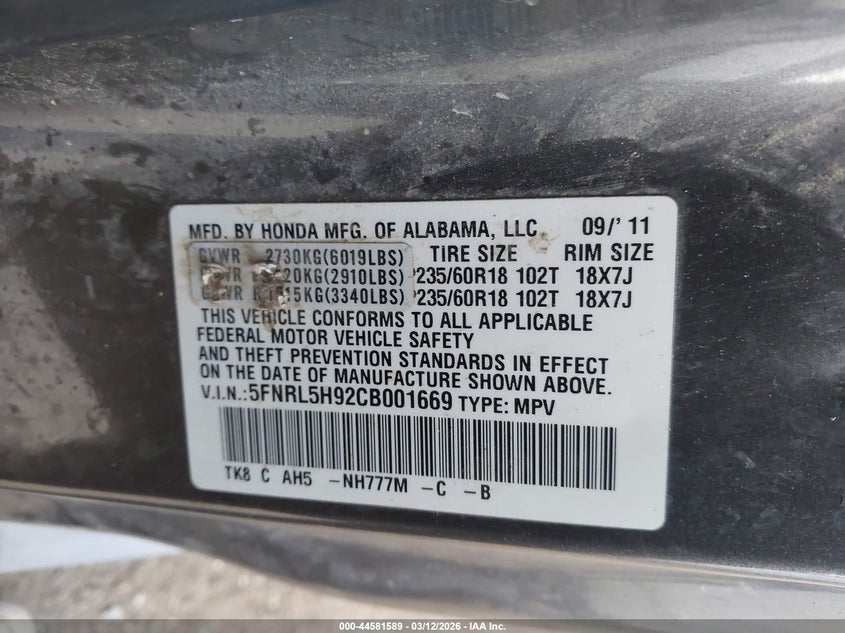 MFD. BY HONDA MFG. OF ALABAMA, LLC. 09/'11
GVWR 2730KG(6019LBS) TIRE SIZE RIM SIZE
20KG(2910LBS) P235/60R18 102T 18X7J
15KG(3340LBS) P235/60R18 102T 18X7J
THIS VEHICLE CONFORMS TO ALL APPLICABLE
FEDERAL MOTOR VEHICLE SAFETY
AND THEFT PREVENTION STANDARDS IN EFFECT
ON THE DATE OF MANUFACTURE SHOWN ABOVE.
V.I.N.:5FNRL5H92CB001669 TYPE: MPV
TK8 C AH5 -NH777M -C -B
000-44581589 - 03/12/2026 - IAA Inc.